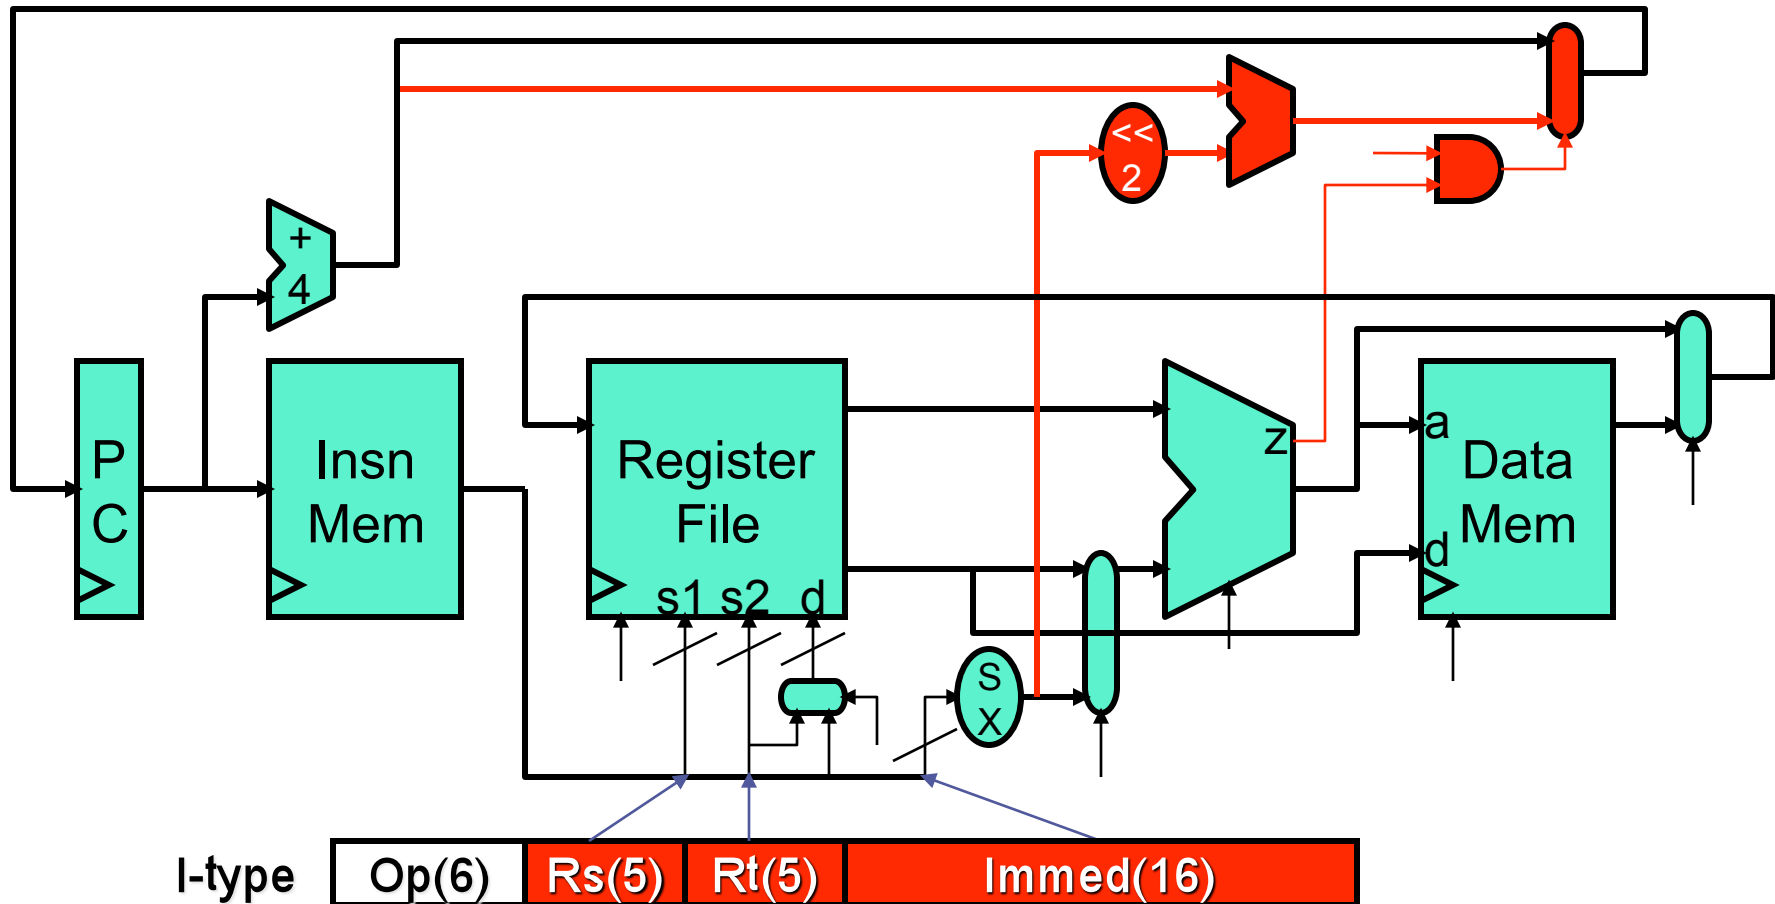 <<
2
+
4
P
C
Insn
Mem
Register
File
s1 s2 d
z
a
Data
Mem
d
S
X
I-type Op(6) Rs(5) Rt(5) Immed(16)